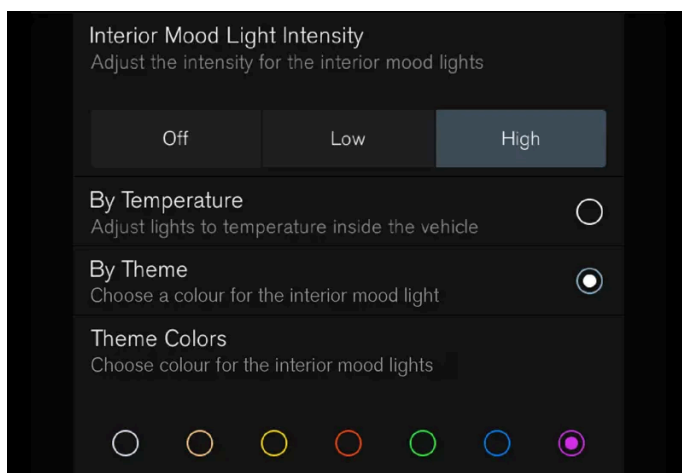 Interior Mood Light Intensity
Adjust the intensity for the interior mood lights
Off Low High
By Temperature
Adjust lights to temperature inside the vehicle
By Theme
Choose a colour for the interior mood light
Theme Colors
Choose colour for the interior mood lights